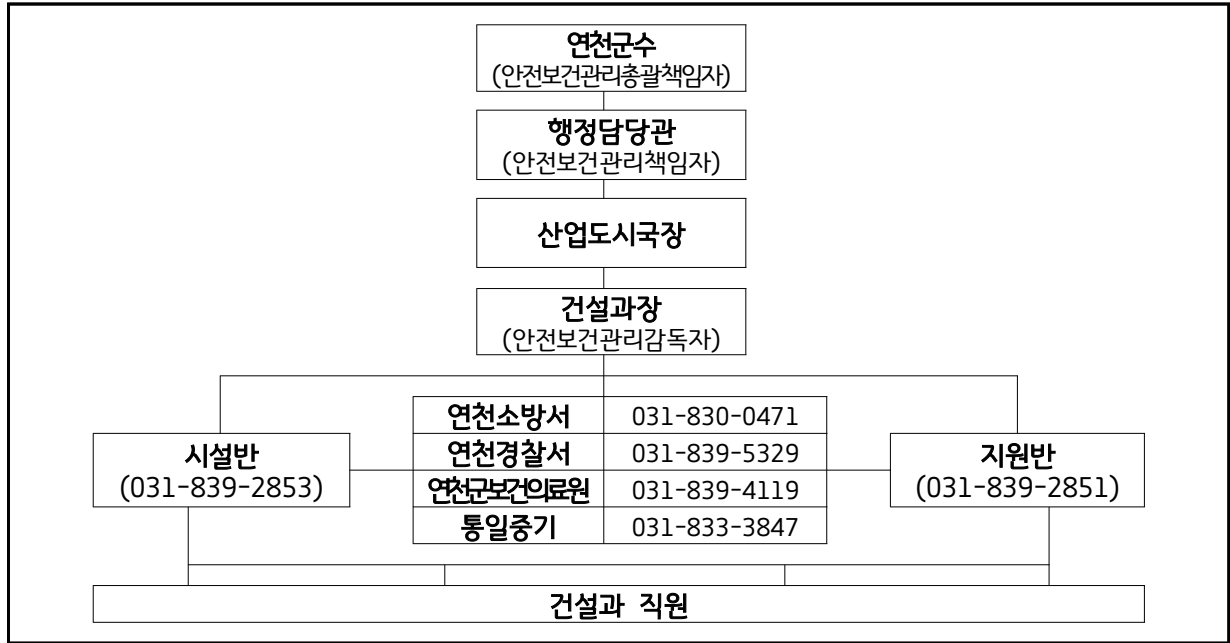 연천군수
(안전보건관리총괄책임자)
행정담당관
(안전보건관리책임자)
산업도시국장
건설과장
(안전보건관리감독자)
시설반
(031-839-2853)
연천소방서 031-830-0471
연천경찰서 031-839-5329
연천군보건의료원 031-839-4119
통일중기 031-833-3847
지원반
(031-839-2851)
건설과 직원